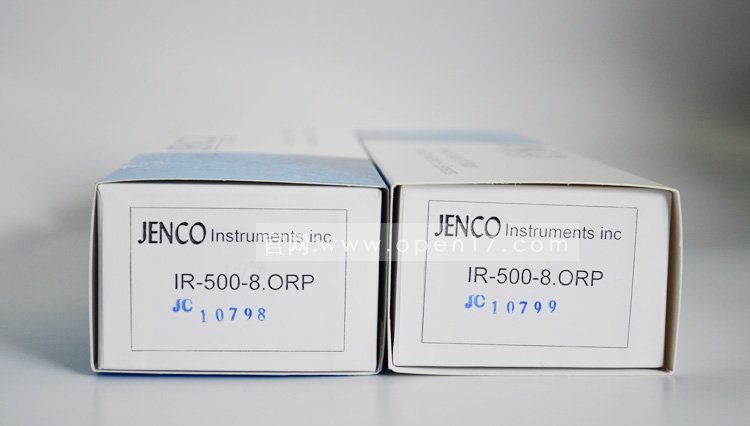 JENCO Instruments inc
IR-500-8.ORP
JC 10798
JENCO Instruments inc
IR-500-8.ORP
JC 10799
官网:www.open17.com